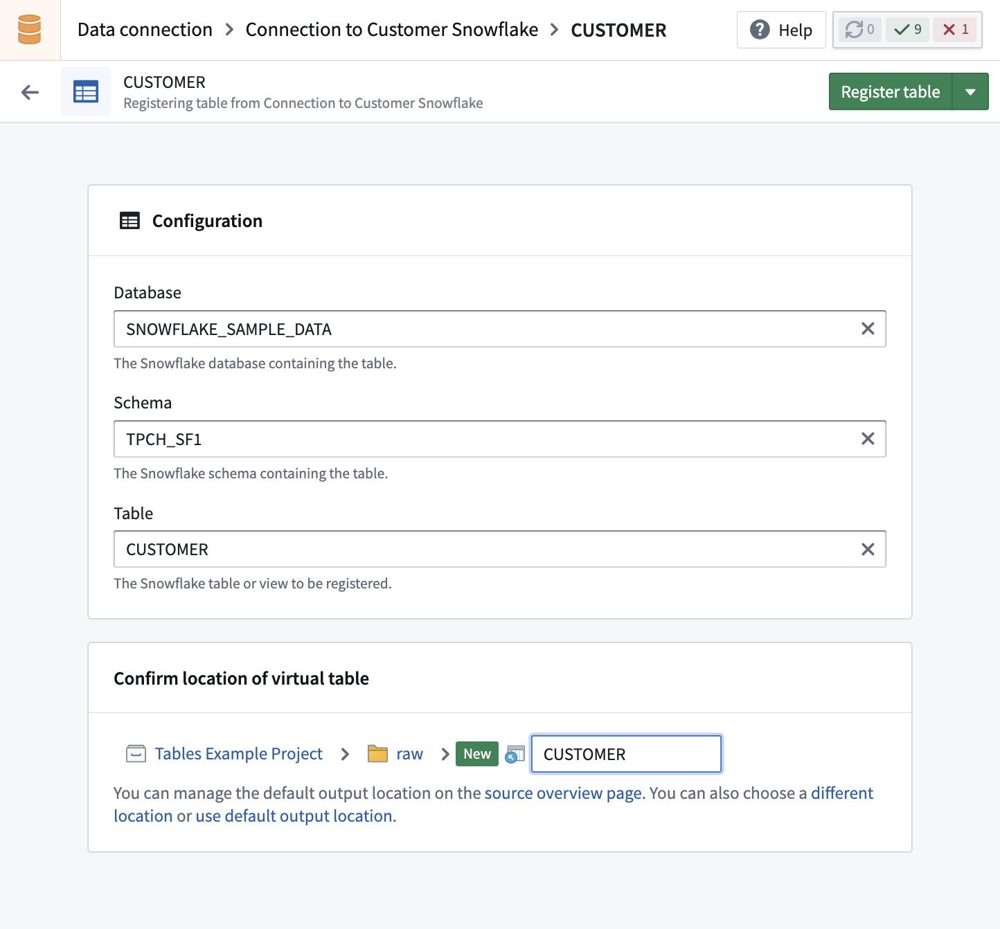 Data connection > Connection to Customer Snowflake > CUSTOMER
Help
0 9 1
CUSTOMER
Registering table from Connection to Customer Snowflake
Register table
Configuration
Database
SNOWFLAKE_SAMPLE_DATA
The Snowflake database containing the table.
Schema
TPCH_SF1
The Snowflake schema containing the table.
Table
CUSTOMER
The Snowflake table or view to be registered.
Confirm location of virtual table
Tables Example Project > raw > New CUSTOMER
You can manage the default output location on the source overview page. You can also choose a different
location or use default output location.